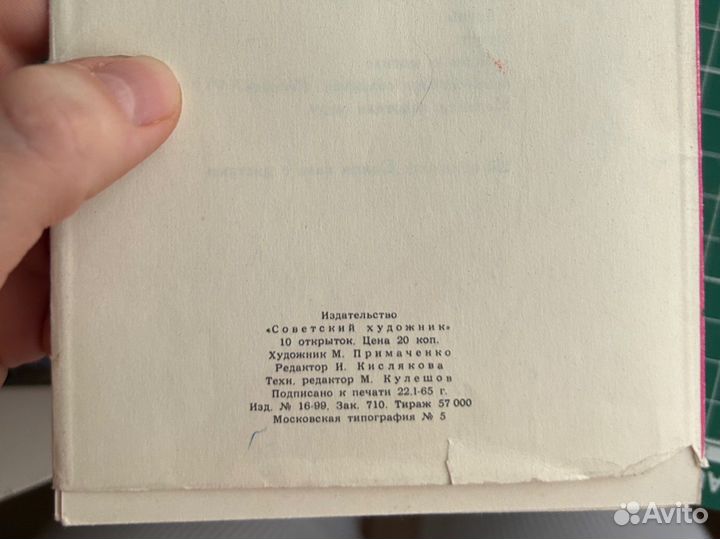 Издательство
«Советский художник»
10 открыток. Цена 20 коп.
Художник М. Примаченко
Редактор И. Кислякова
Техн. редактор М. Кулешов
Подписано к печати 22.1-65 г.
Изд. № 16-99, Зак. 710. Тираж 57 000
Московская типография № 5
Avito